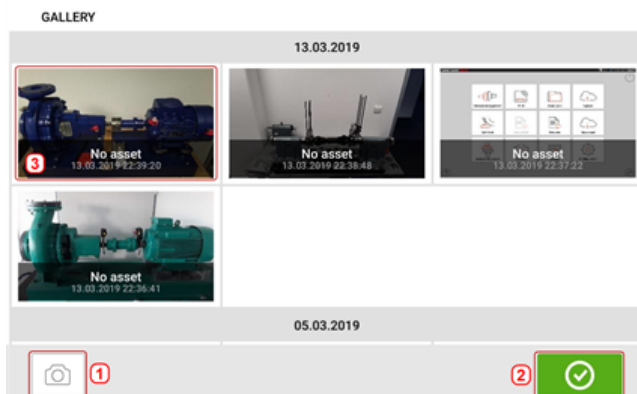 GALLERY
13.03.2019
No asset
13.03.2019 22:39:20
3
No asset
13.03.2019 22:38:48
No asset
13.03.2019 22:37:22
No asset
13.03.2019 22:36:41
05.03.2019
1
2